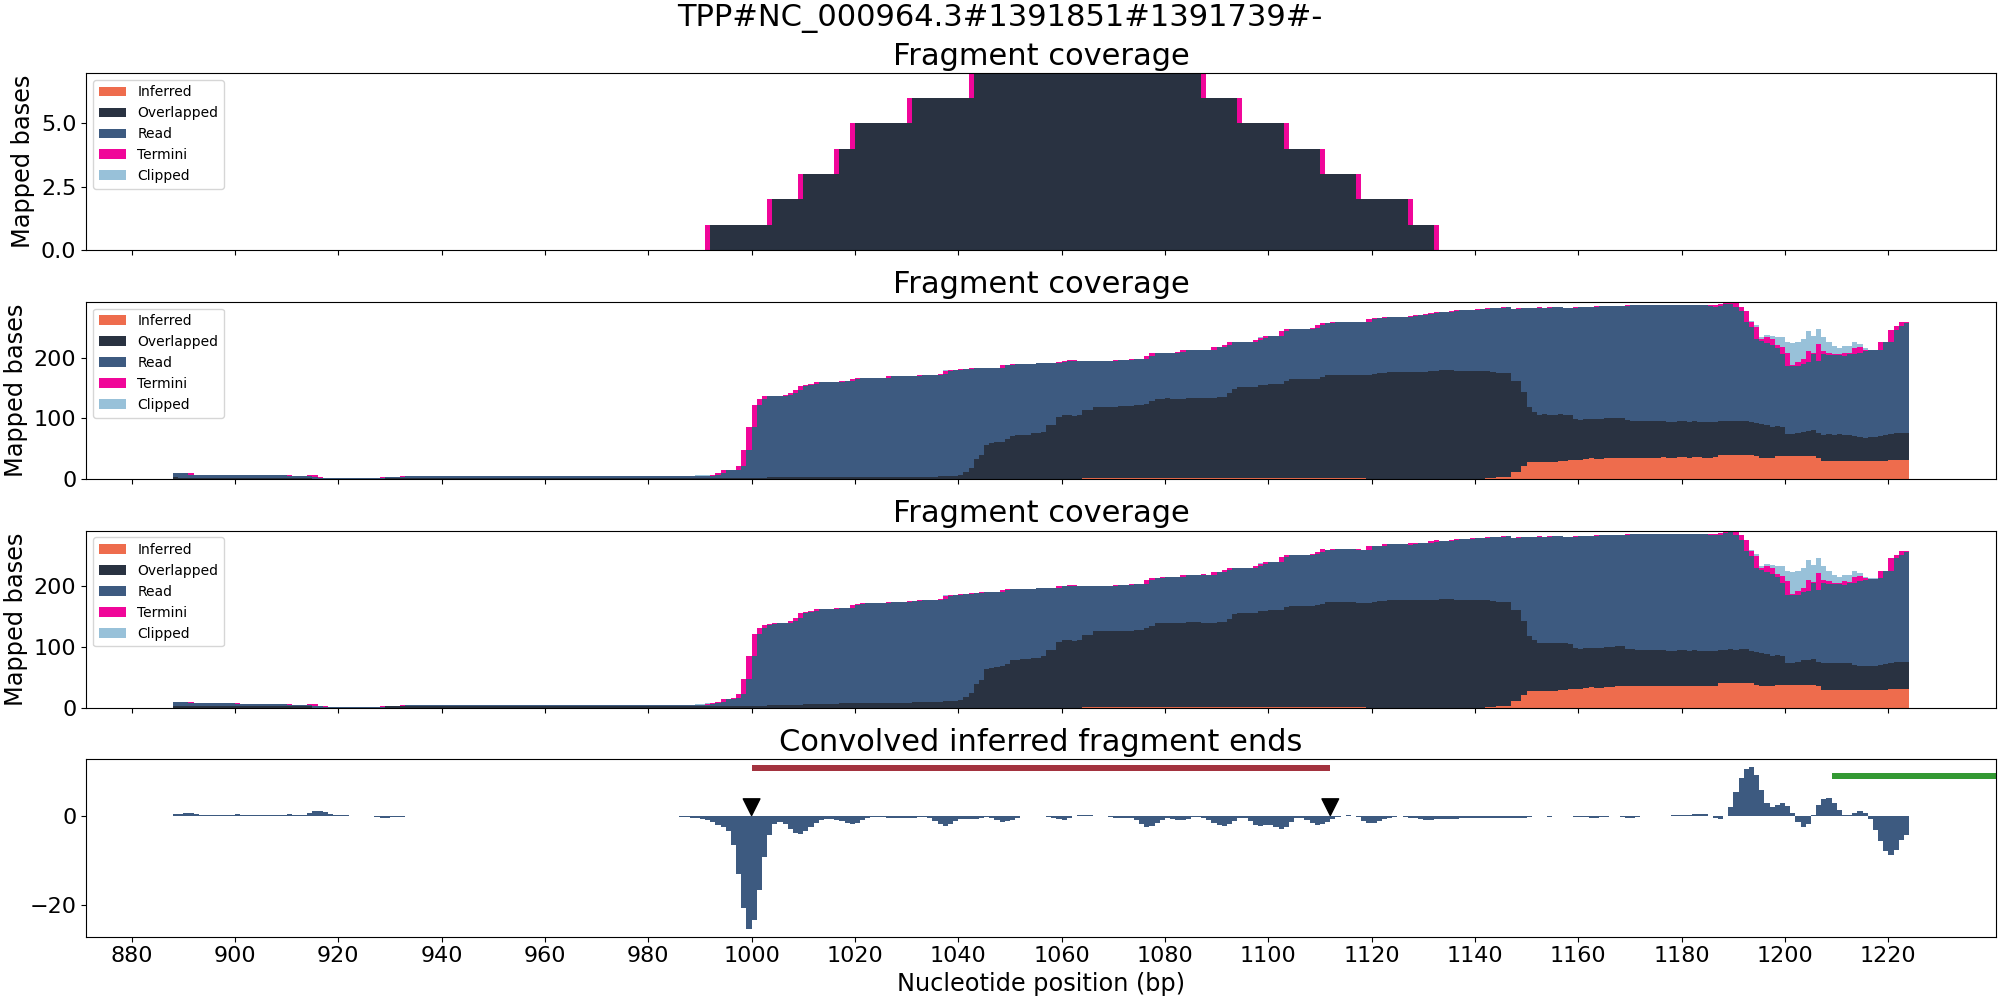 TPP#NC_000964.3#1391851#1391739#-
Fragment coverage
Mapped bases
5.0
2.5
0.0
Inferred
Overlapped
Read
Termini
Clipped
Fragment coverage
Mapped bases
200
100
0
Inferred
Overlapped
Read
Termini
Clipped
Fragment coverage
Mapped bases
200
100
0
Inferred
Overlapped
Read
Termini
Clipped
Convolved inferred fragment ends
0
−20
880 900 920 940 960 980 1000 1020 1040 1060 1080 1100 1120 1140 1160 1180 1200 1220
Nucleotide position (bp)